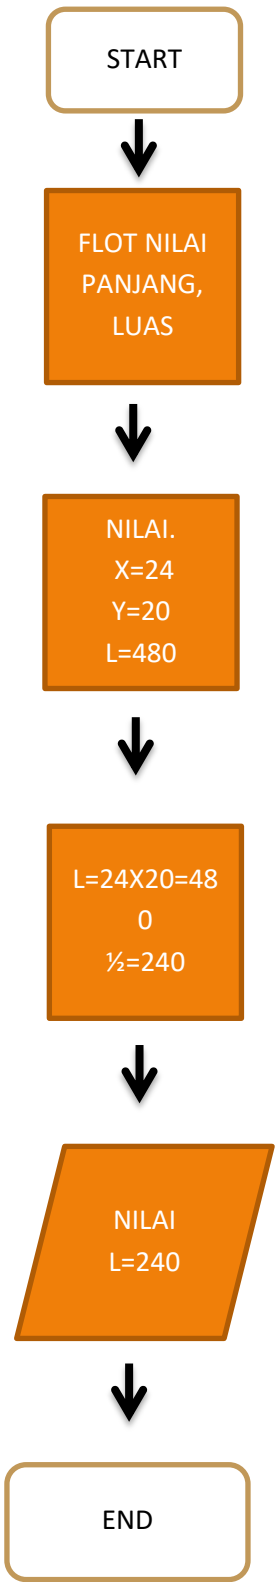 START
FLOT NILAI
PANJANG,
LUAS
NILAI.
X=24
Y=20
L=480
L=24X20=48
0
½=240
NILAI
L=240
END